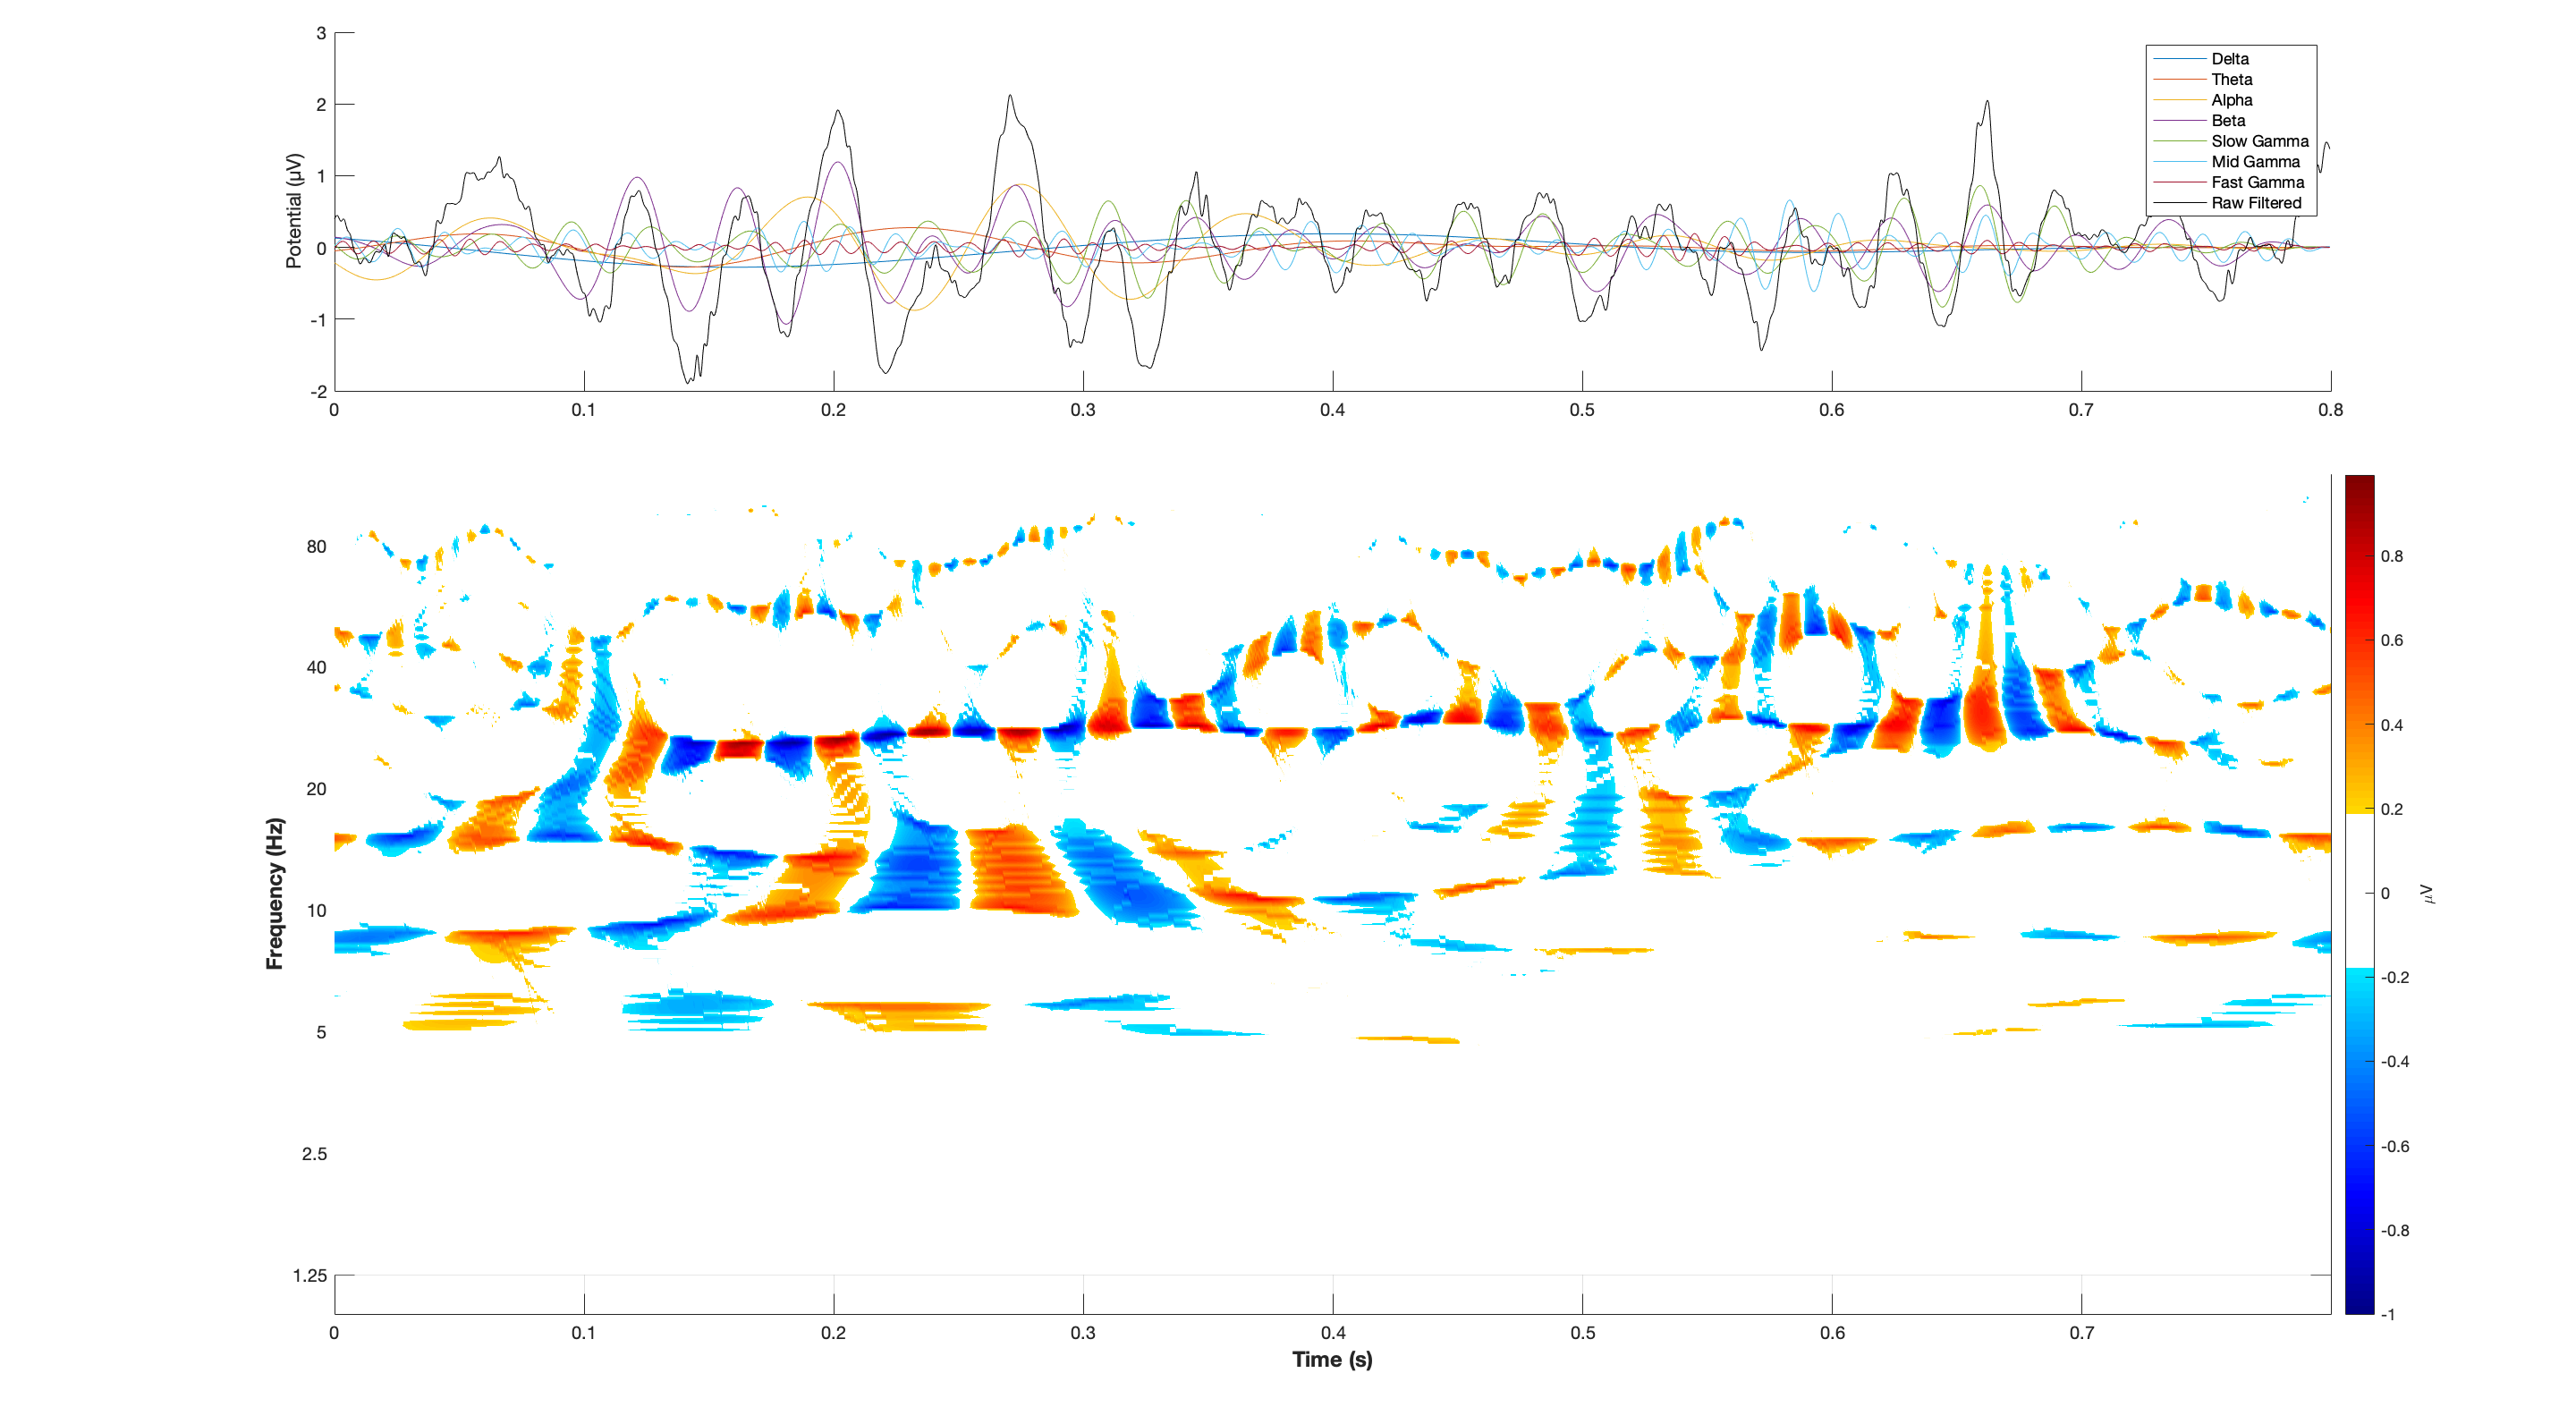 3
2
1
0
-1
-2
Potential (µV)
0 0.1 0.2 0.3 0.4 0.5 0.6 0.7 0.8
Delta
Theta
Alpha
Beta
Slow Gamma
Mid Gamma
Fast Gamma
Raw Filtered
80
40
20
10
5
2.5
1.25
Frequency (Hz)
0 0.1 0.2 0.3 0.4 0.5 0.6 0.7
Time (s)
0.8
0.6
0.4
0.2
0
-0.2
-0.4
-0.6
-0.8
-1
µV